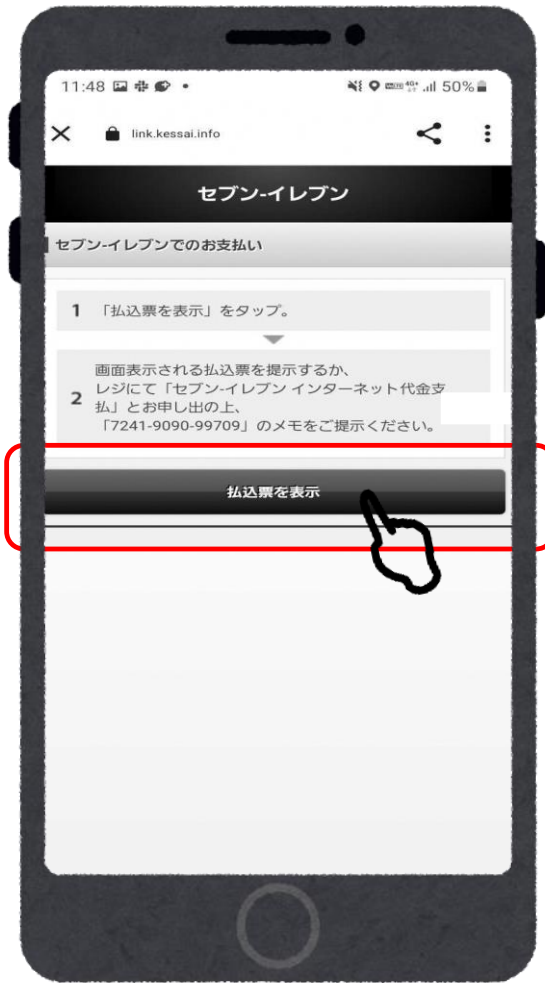 11:48
50%
link.kessai.info
セブン-イレブン
セブン-イレブンでのお支払い
1 「払込票を表示」をタップ。
画面表示される払込票を提示するか、
2 レジにて「セブン-イレブン インターネット代金支
払」とお申し出の上、
「7241-9090-99709」のメモをご提示ください。
払込票を表示